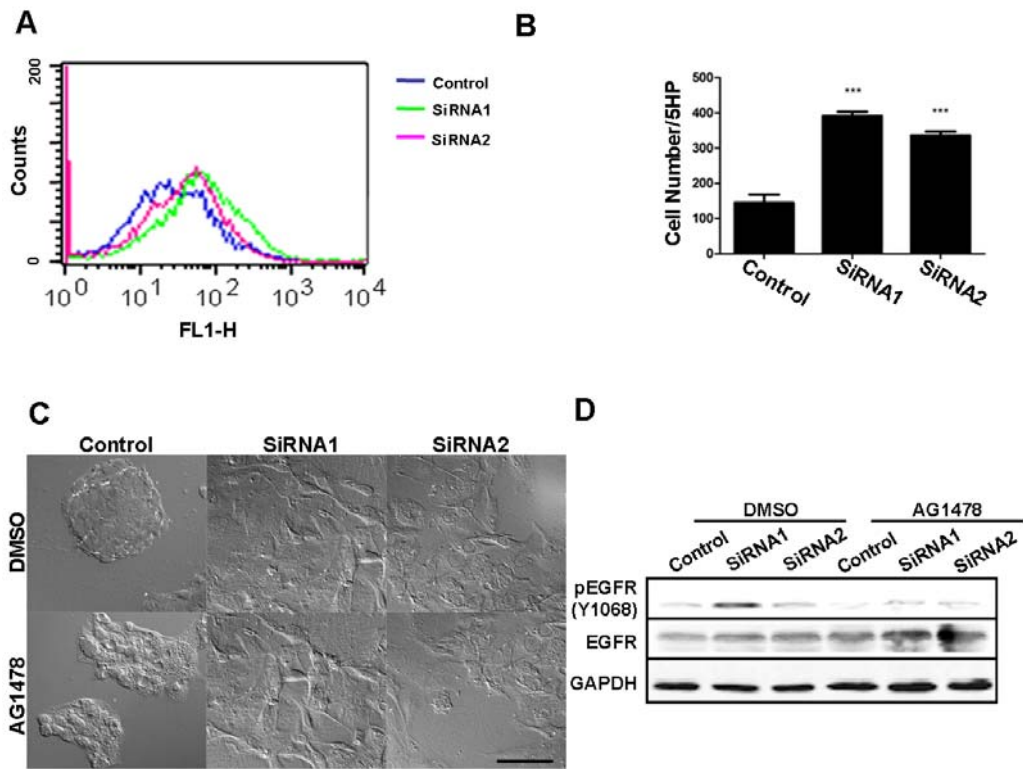 A
200
Counts
0
10^0 10^1 10^2 10^3 10^4
FL1-H
Control
SiRNA1
SiRNA2
B
500
400
300
200
100
0
Cell Number/5HP
*** ***
Control SiRNA1 SiRNA2
C
Control SiRNA1 SiRNA2
DMSO
AG1478
D
DMSO AG1478
Control SiRNA1 SiRNA2 Control SiRNA1 SiRNA2
pEGFR
(Y1068)
EGFR
GAPDH